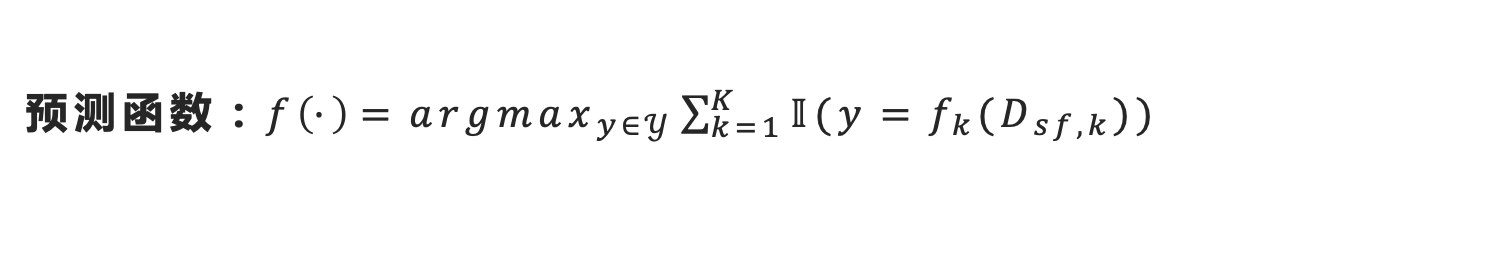 预测函数：f(·) = argmax_{y∈𝒴} ∑_{k=1}^{K} 𝕀(y = f_k(D_{sf,k}))